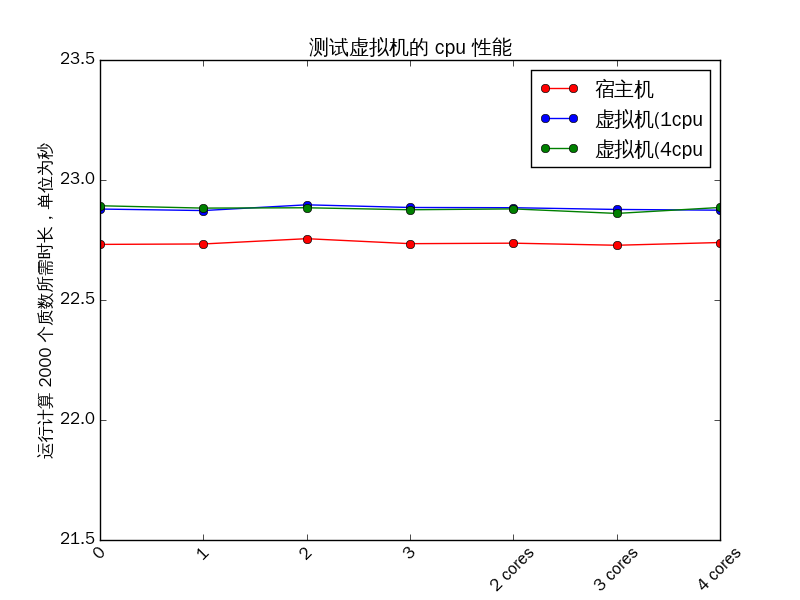 测试虚拟机的 cpu 性能
宿主机
虚拟机(1cpu
虚拟机(4cpu
运行计算 2000 个质数所需时长，单位为秒
23.5
23.0
22.5
22.0
21.5
0
1
2
3
2 cores
3 cores
4 cores